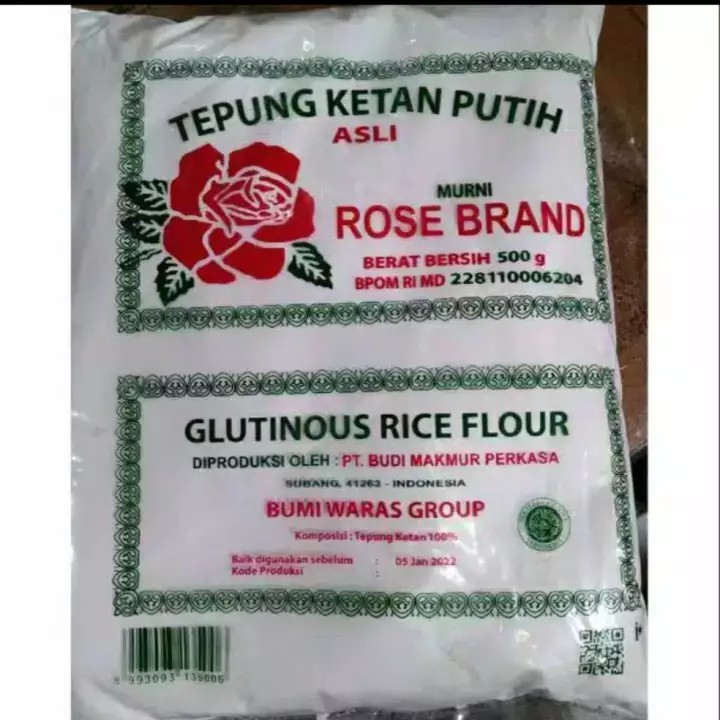 TEPUNG KETAN PUTIH
ASLI
MURNI
ROSE BRAND
BERAT BERSIH 500 g
BPOM RI MD 228110006204
GLUTINOUS RICE FLOUR
DIPRODUKSI OLEH : PT. BUDI MAKMUR PERKASA
SUBANG, 41263 - INDONESIA
BUMI WARAS GROUP
Komposisi : Tepung Ketan 100%
Baik digunakan sebelum : 05 Jan 2022
Kode Produksi :